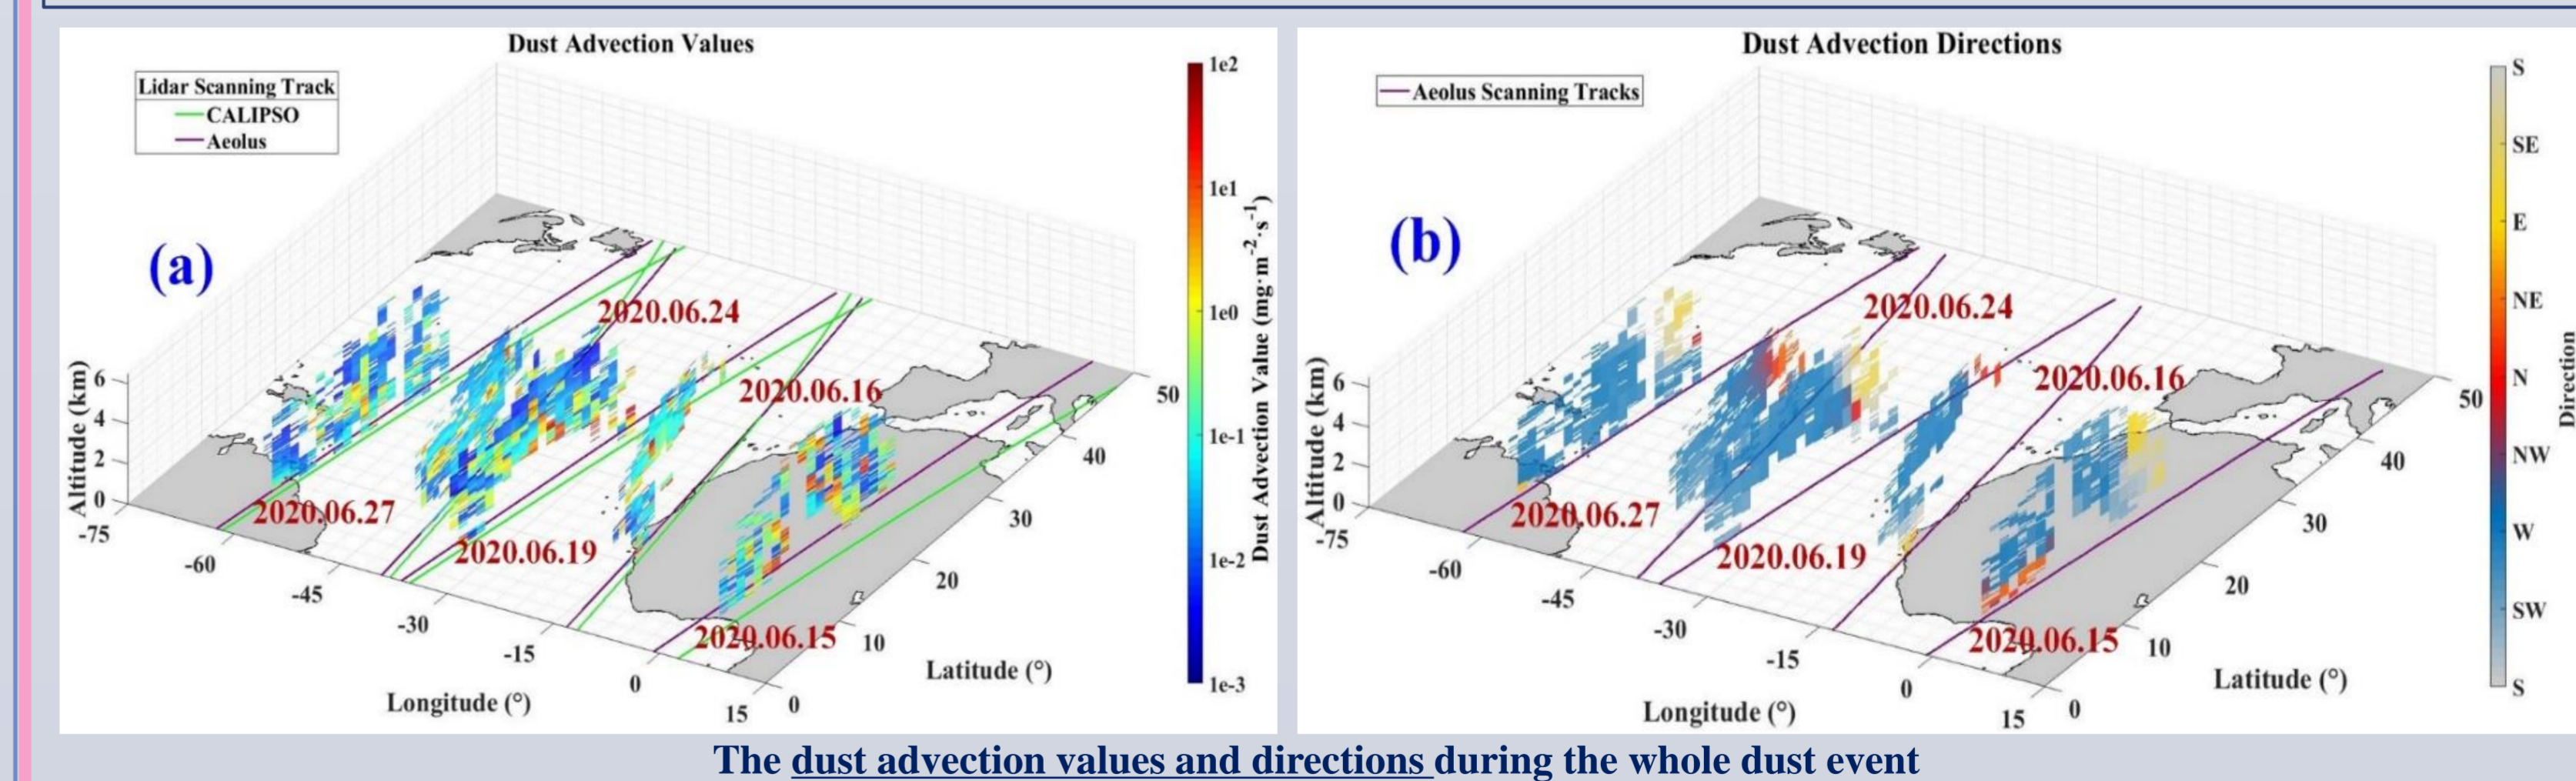 Dust Advection Values
Lidar Scanning Track
CALIPSO
Aeolus
(a)
2020.06.24
2020.06.16
2020.06.27
2020.06.19
2020.06.15
Altitude (km)
6
4
2
0
-75
-60
-45
-30
-15
0
15
Longitude (°)
0
10
20
30
40
50
Latitude (°)
1e2
1e1
1e0
1e-1
1e-2
1e-3
Dust Advection Value (mg·m⁻²·s⁻¹)
Dust Advection Directions
Aeolus Scanning Tracks
(b)
2020.06.24
2020.06.16
2020.06.27
2020.06.19
2020.06.15
Altitude (km)
6
4
2
0
-75
-60
-45
-30
-15
0
15
Longitude (°)
0
10
20
30
40
50
Latitude (°)
S
SE
E
NE
N
NW
W
SW
S
Direction
The dust advection values and directions during the whole dust event